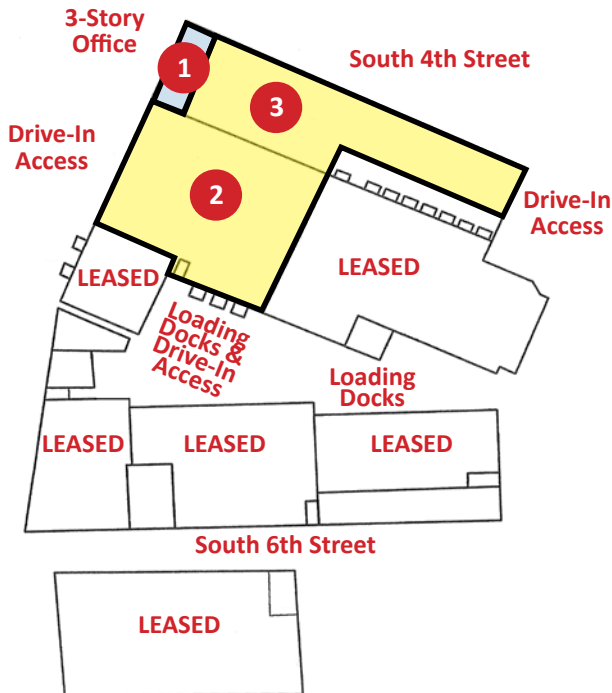 3-Story
Office
1
South 4th Street
3
Drive-In
Access
2
Drive-In
Access
LEASED
LEASED
Loading
Docks &
Drive-In
Access
Loading
Docks
LEASED
LEASED
LEASED
South 6th Street
LEASED